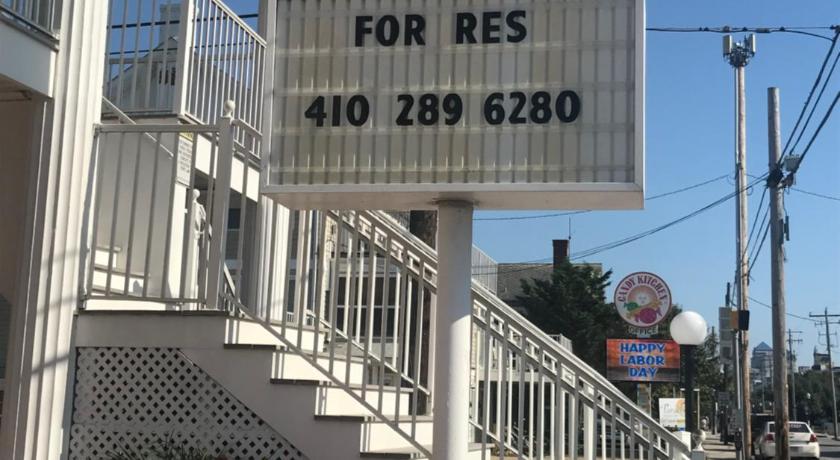 FOR RES
410 289 6280
CANDY KITCHEN
OFFICE
HAPPY
LABOR
DAY